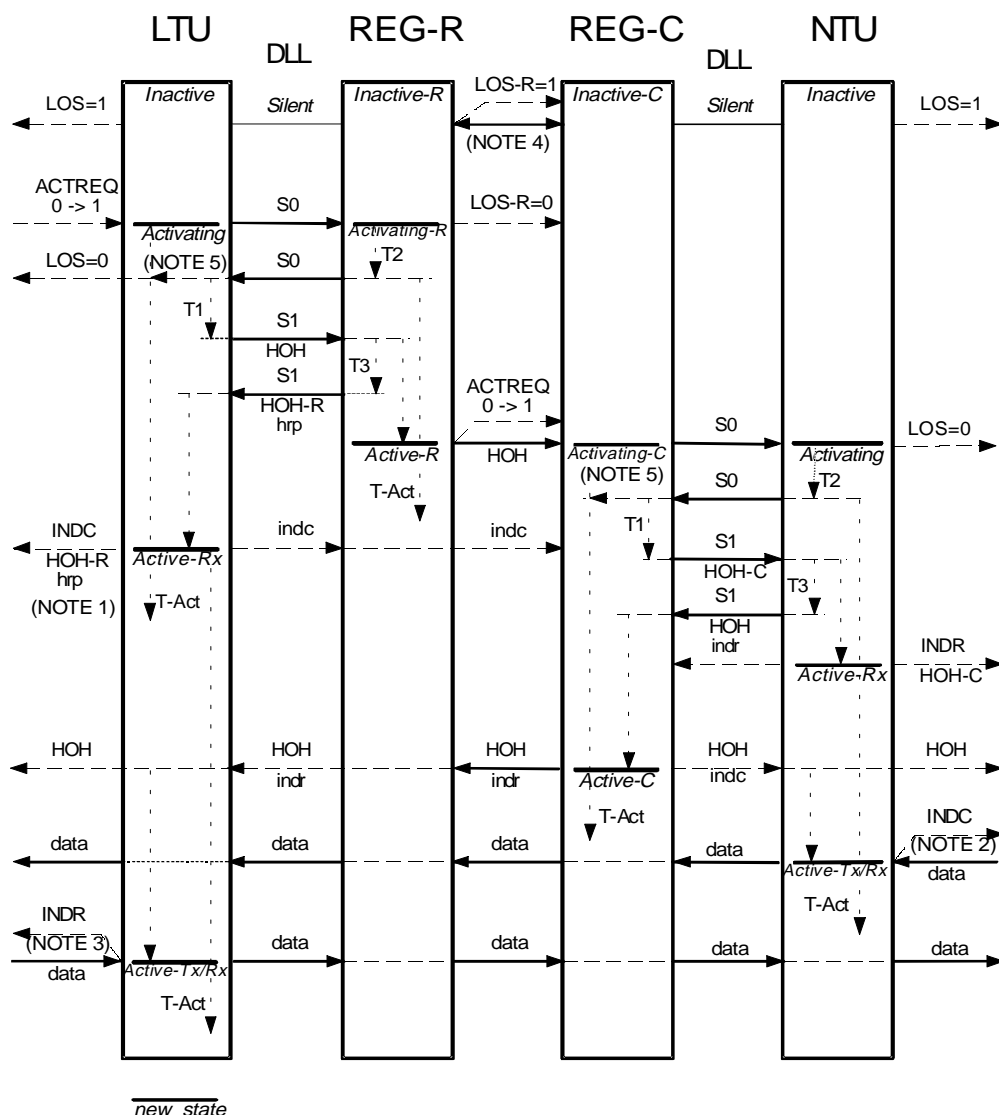 LTU REG-R REG-C NTU
DLL DLL
Inactive Inactive-R Inactive-C Inactive
LOS=1 Silent LOS-R=1 Silent LOS=1
(NOTE 4)
ACTREQ
0 -> 1 S0 LOS-R=0
Activating Activating-R
LOS=0 (NOTE 5) S0 T2
T1 S1
HOH T3
S1
HOH-R
hrp
ACTREQ
0 -> 1
Active-R HOH Activating-C S0 Activating LOS=0
(NOTE 5) S0 T2
T-Act
INDC indc indc T1
HOH-R Active-Rx S1
hrp HOH-C T3
(NOTE 1) T-Act S1
HOH
indr INDR
Active-Rx HOH-C
HOH HOH HOH HOH HOH
indr indr Active-C indc
T-Act INDC
data data data data (NOTE 2)
Active-Tx/Rx data
INDR T-Act
(NOTE 3) data data data data
data Active-Tx/Rx
T-Act
new state